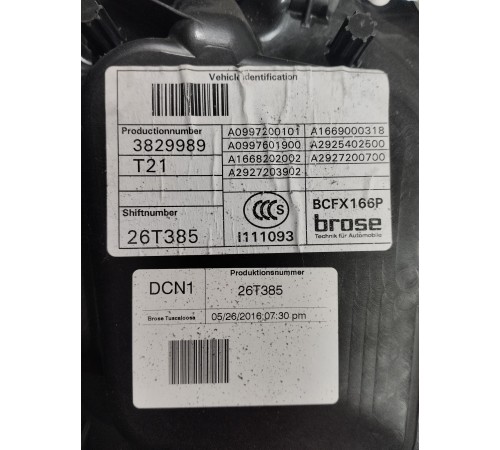 Vehicle Identification
Productionnumber
3829989
T21
A0997200101 A1669000318
A0997601900 A2925402500
A1668202002 A2927200700
A2927203902
Shiftnumber
26T385
CCC S
I111093
BCFX166P
brose
Technik für Automobile
DCN1
Produktionsnummer
26T385
Brose Tuscaloosa
05/26/2016 07:30 pm